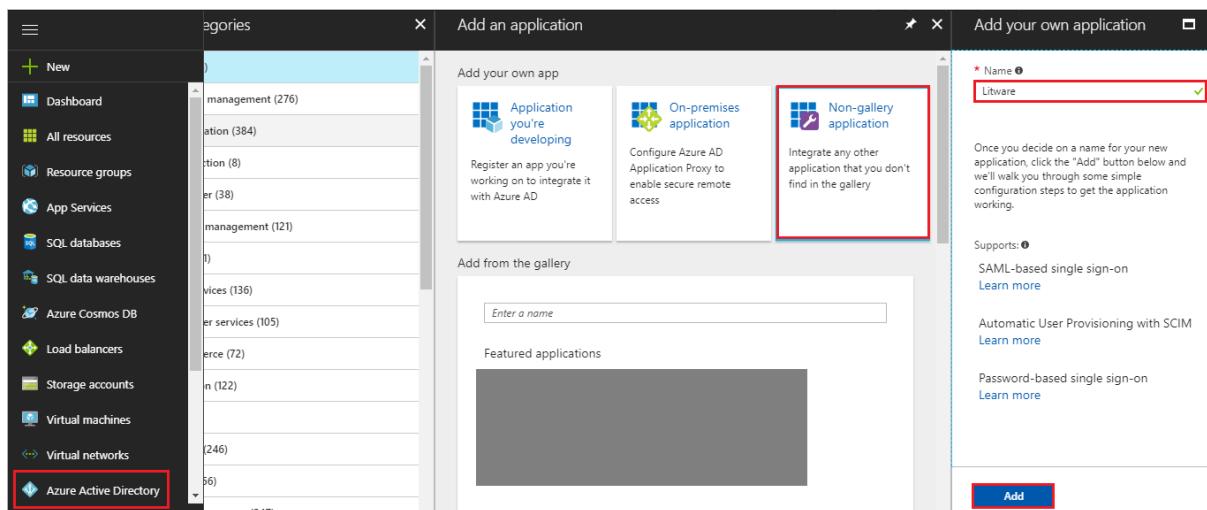 New
Dashboard
All resources
Resource groups
App Services
SQL databases
SQL data warehouses
Azure Cosmos DB
Load balancers
Storage accounts
Virtual machines
Virtual networks
Azure Active Directory
egories
)
management (276)
ation (384)
ction (8)
er (38)
management (121)
1)
vices (136)
er services (105)
erce (72)
n (122)
(246)
56)
Add an application
Add your own app
Application
you're
developing
Register an app you're
working on to integrate it
with Azure AD
On-premises
application
Configure Azure AD
Application Proxy to
enable secure remote
access
Non-gallery
application
Integrate any other
application that you don't
find in the gallery
Add from the gallery
Enter a name
Featured applications
Add your own application
* Name
Litware
Once you decide on a name for your new
application, click the "Add" button below and
we'll walk you through some simple
configuration steps to get the application
working.
Supports:
SAML-based single sign-on
Learn more
Automatic User Provisioning with SCIM
Learn more
Password-based single sign-on
Learn more
Add